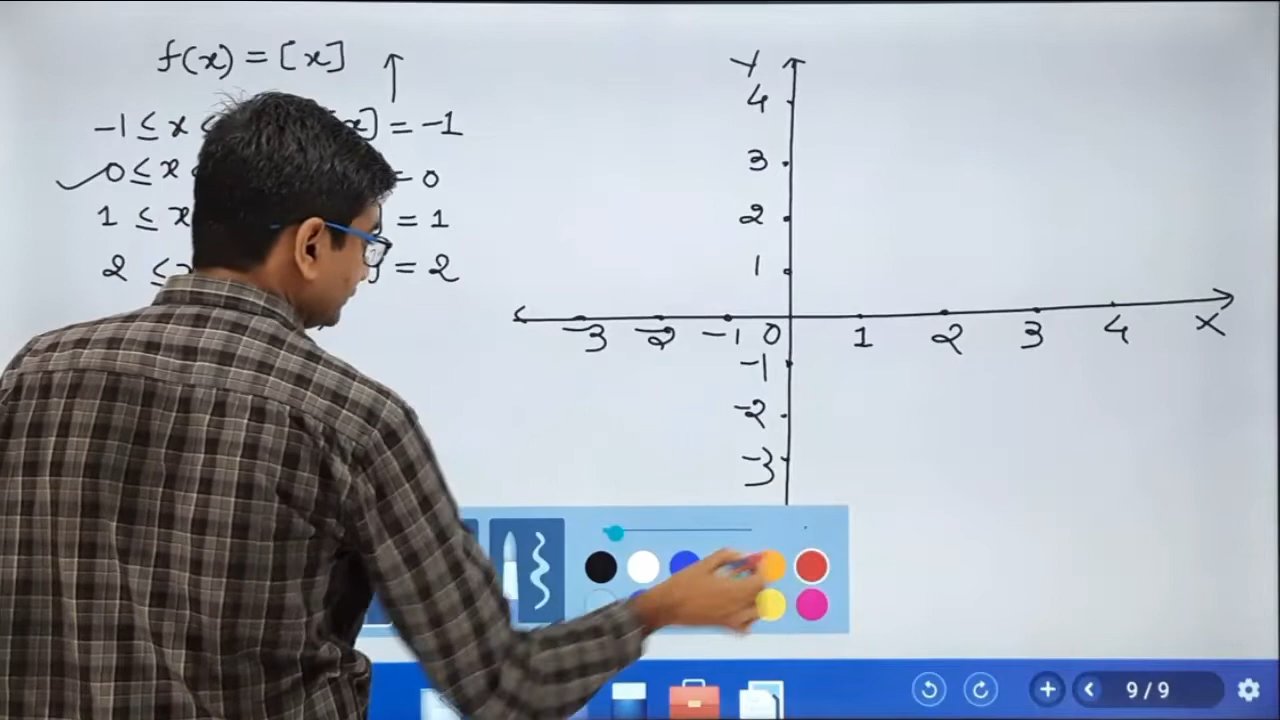 f(x) = [x] ↑
-1 ≤ x ≤ x] = -1
✓ 0 ≤ x = 0
1 ≤ x ] = 1
2 ≤ ] = 2
Y
4
3
2
1
-3 -2 -1 0 1 2 3 4 X
-1
-2
-3
9/9